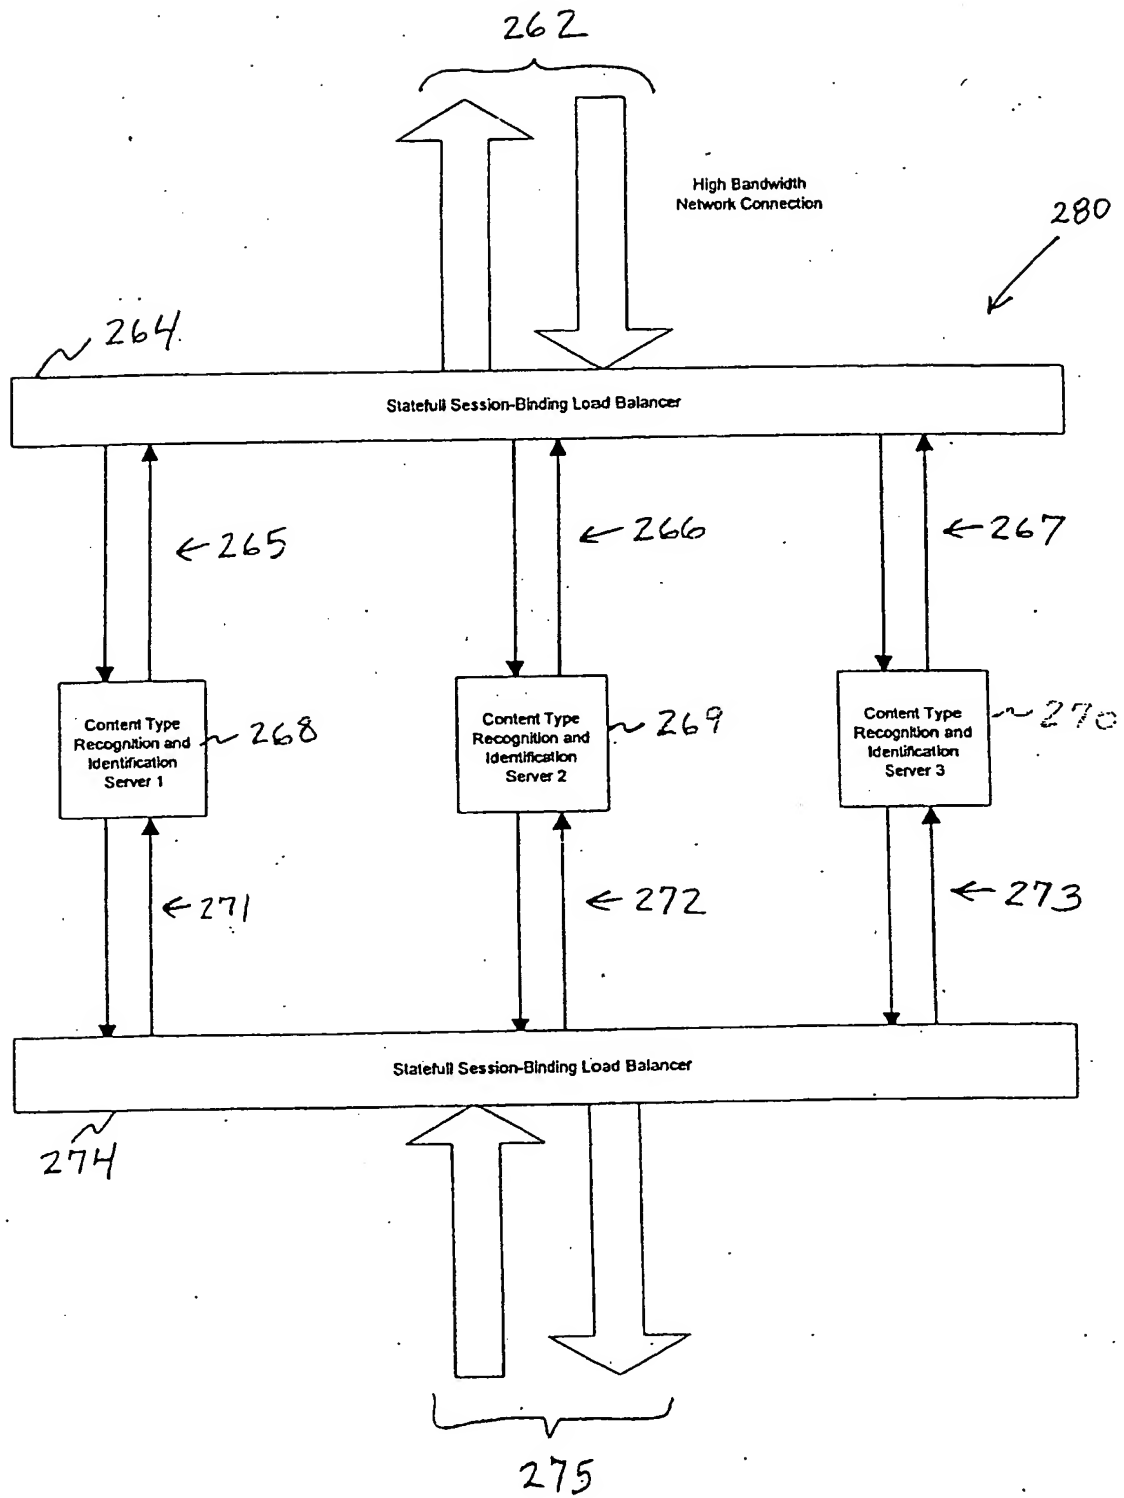 262
High Bandwidth
Network Connection
280
264
Statefull Session-Binding Load Balancer
265
266
267
Content Type
Recognition and
Identification
Server 1
268
Content Type
Recognition and
Identification
Server 2
269
Content Type
Recognition and
Identification
Server 3
270
271
272
273
Statefull Session-Binding Load Balancer
274
275